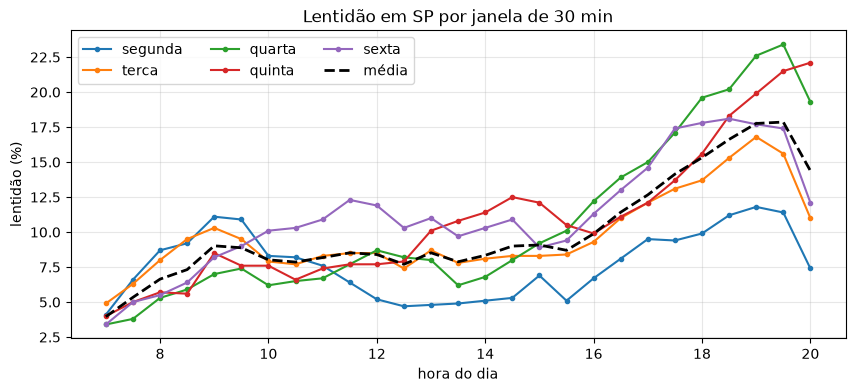 Lentidão em SP por janela de 30 min
segunda
terca
quarta
quinta
sexta
média
lentidão (%)
22.5
20.0
17.5
15.0
12.5
10.0
7.5
5.0
2.5
8 10 12 14 16 18 20
hora do dia